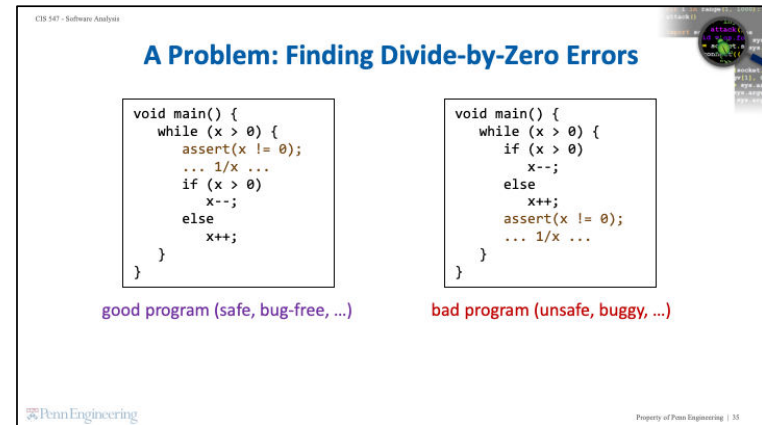 CIS 547 - Software Analysis
A Problem: Finding Divide-by-Zero Errors
void main() {
while (x > 0) {
assert(x != 0);
... 1/x ...
if (x > 0)
x--;
else
x++;
}
}
good program (safe, bug-free, …)
void main() {
while (x > 0) {
if (x > 0)
x--;
else
x++;
assert(x != 0);
... 1/x ...
}
}
bad program (unsafe, buggy, …)
Penn Engineering
Property of Penn Engineering | 35